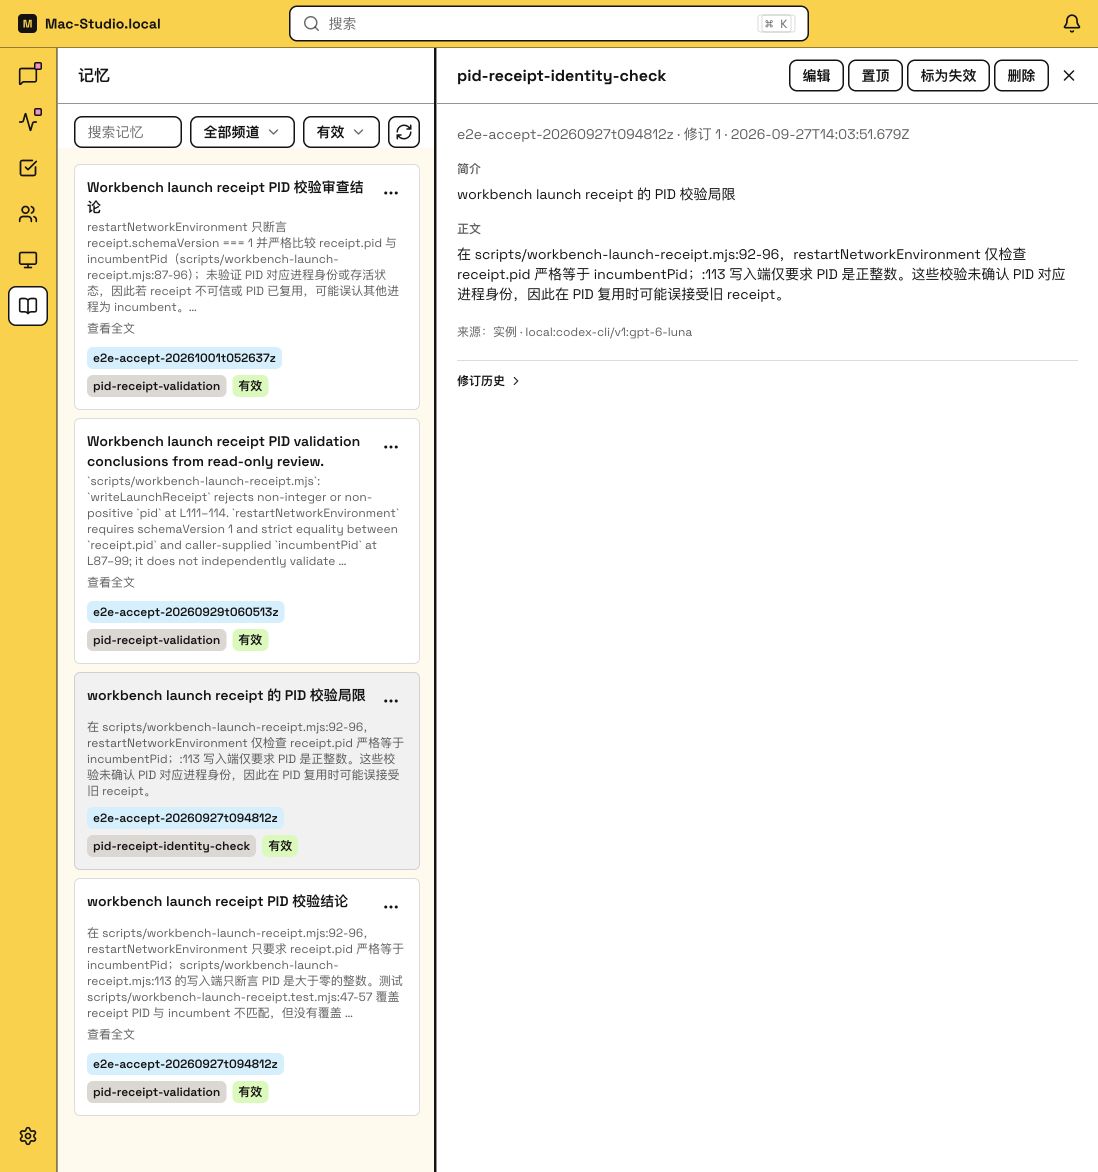 M Mac-Studio.local
搜索
⌘ K
记忆
搜索记忆
全部频道
有效
Workbench launch receipt PID 校验审查结
论
restartNetworkEnvironment 只断言
receipt.schemaVersion === 1 并严格比较 receipt.pid 与
incumbentPid（scripts/workbench-launch-
receipt.mjs:87-96）；未验证 PID 对应进程身份或存活状
态，因此若 receipt 不可信或 PID 已复用，可能误认其他进
程为 incumbent。…
查看全文
e2e-accept-20261001t052637z
pid-receipt-validation
有效
Workbench launch receipt PID validation
conclusions from read-only review.
`scripts/workbench-launch-receipt.mjs`:
`writeLaunchReceipt` rejects non-integer or non-
positive `pid` at L111–114. `restartNetworkEnvironment`
requires schemaVersion 1 and strict equality between
`receipt.pid` and caller-supplied `incumbentPid` at
L87–99; it does not independently validate …
查看全文
e2e-accept-20260929t060513z
pid-receipt-validation
有效
workbench launch receipt 的 PID 校验局限
在 scripts/workbench-launch-receipt.mjs:92-96，
restartNetworkEnvironment 仅检查 receipt.pid 严格等于
incumbentPid；:113 写入端仅要求 PID 是正整数。这些校
验未确认 PID 对应进程身份，因此在 PID 复用时可能误接受
旧 receipt。
e2e-accept-20260927t094812z
pid-receipt-identity-check
有效
workbench launch receipt PID 校验结论
在 scripts/workbench-launch-receipt.mjs:92-96，
restartNetworkEnvironment 只要求 receipt.pid 严格等于
incumbentPid；scripts/workbench-launch-
receipt.mjs:113 的写入端只断言 PID 是大于零的整数。测试
scripts/workbench-launch-receipt.test.mjs:47-57 覆盖
receipt PID 与 incumbent 不匹配，但没有覆盖 …
查看全文
e2e-accept-20260927t094812z
pid-receipt-validation
有效
pid-receipt-identity-check
编辑
置顶
标为失效
删除
e2e-accept-20260927t094812z · 修订 1 · 2026-09-27T14:03:51.679Z
简介
workbench launch receipt 的 PID 校验局限
正文
在 scripts/workbench-launch-receipt.mjs:92-96，restartNetworkEnvironment 仅检查
receipt.pid 严格等于 incumbentPid；:113 写入端仅要求 PID 是正整数。这些校验未确认 PID 对应
进程身份，因此在 PID 复用时可能误接受旧 receipt。
来源：实例 · local:codex-cli/v1:gpt-6-luna
修订历史